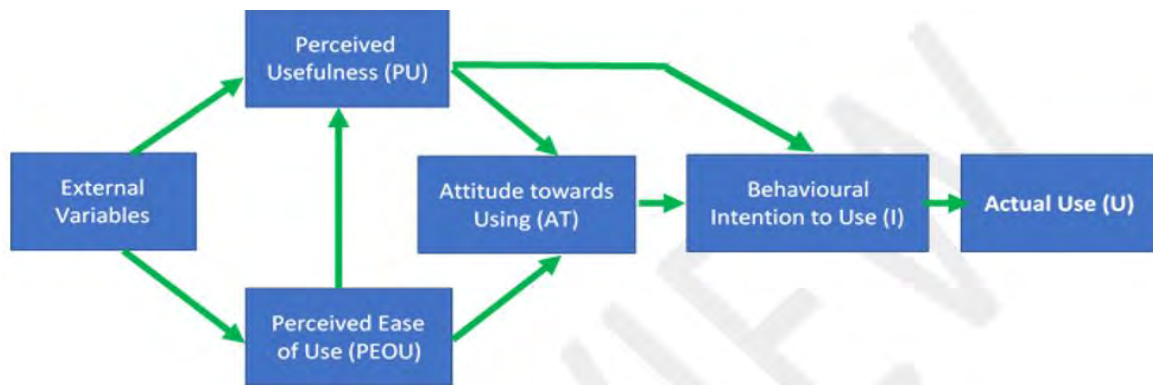 Perceived
Usefulness (PU)
External
Variables
Attitude towards
Using (AT)
Behavioural
Intention to Use (I)
Actual Use (U)
Perceived Ease
of Use (PEOU)